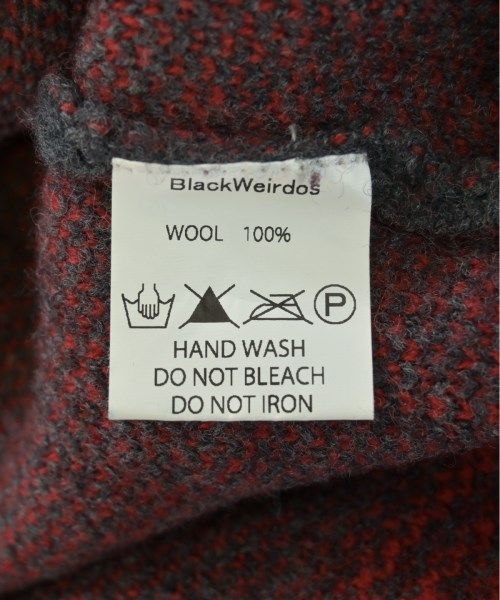 BlackWeirdos
WOOL 100%
P
HAND WASH
DO NOT BLEACH
DO NOT IRON